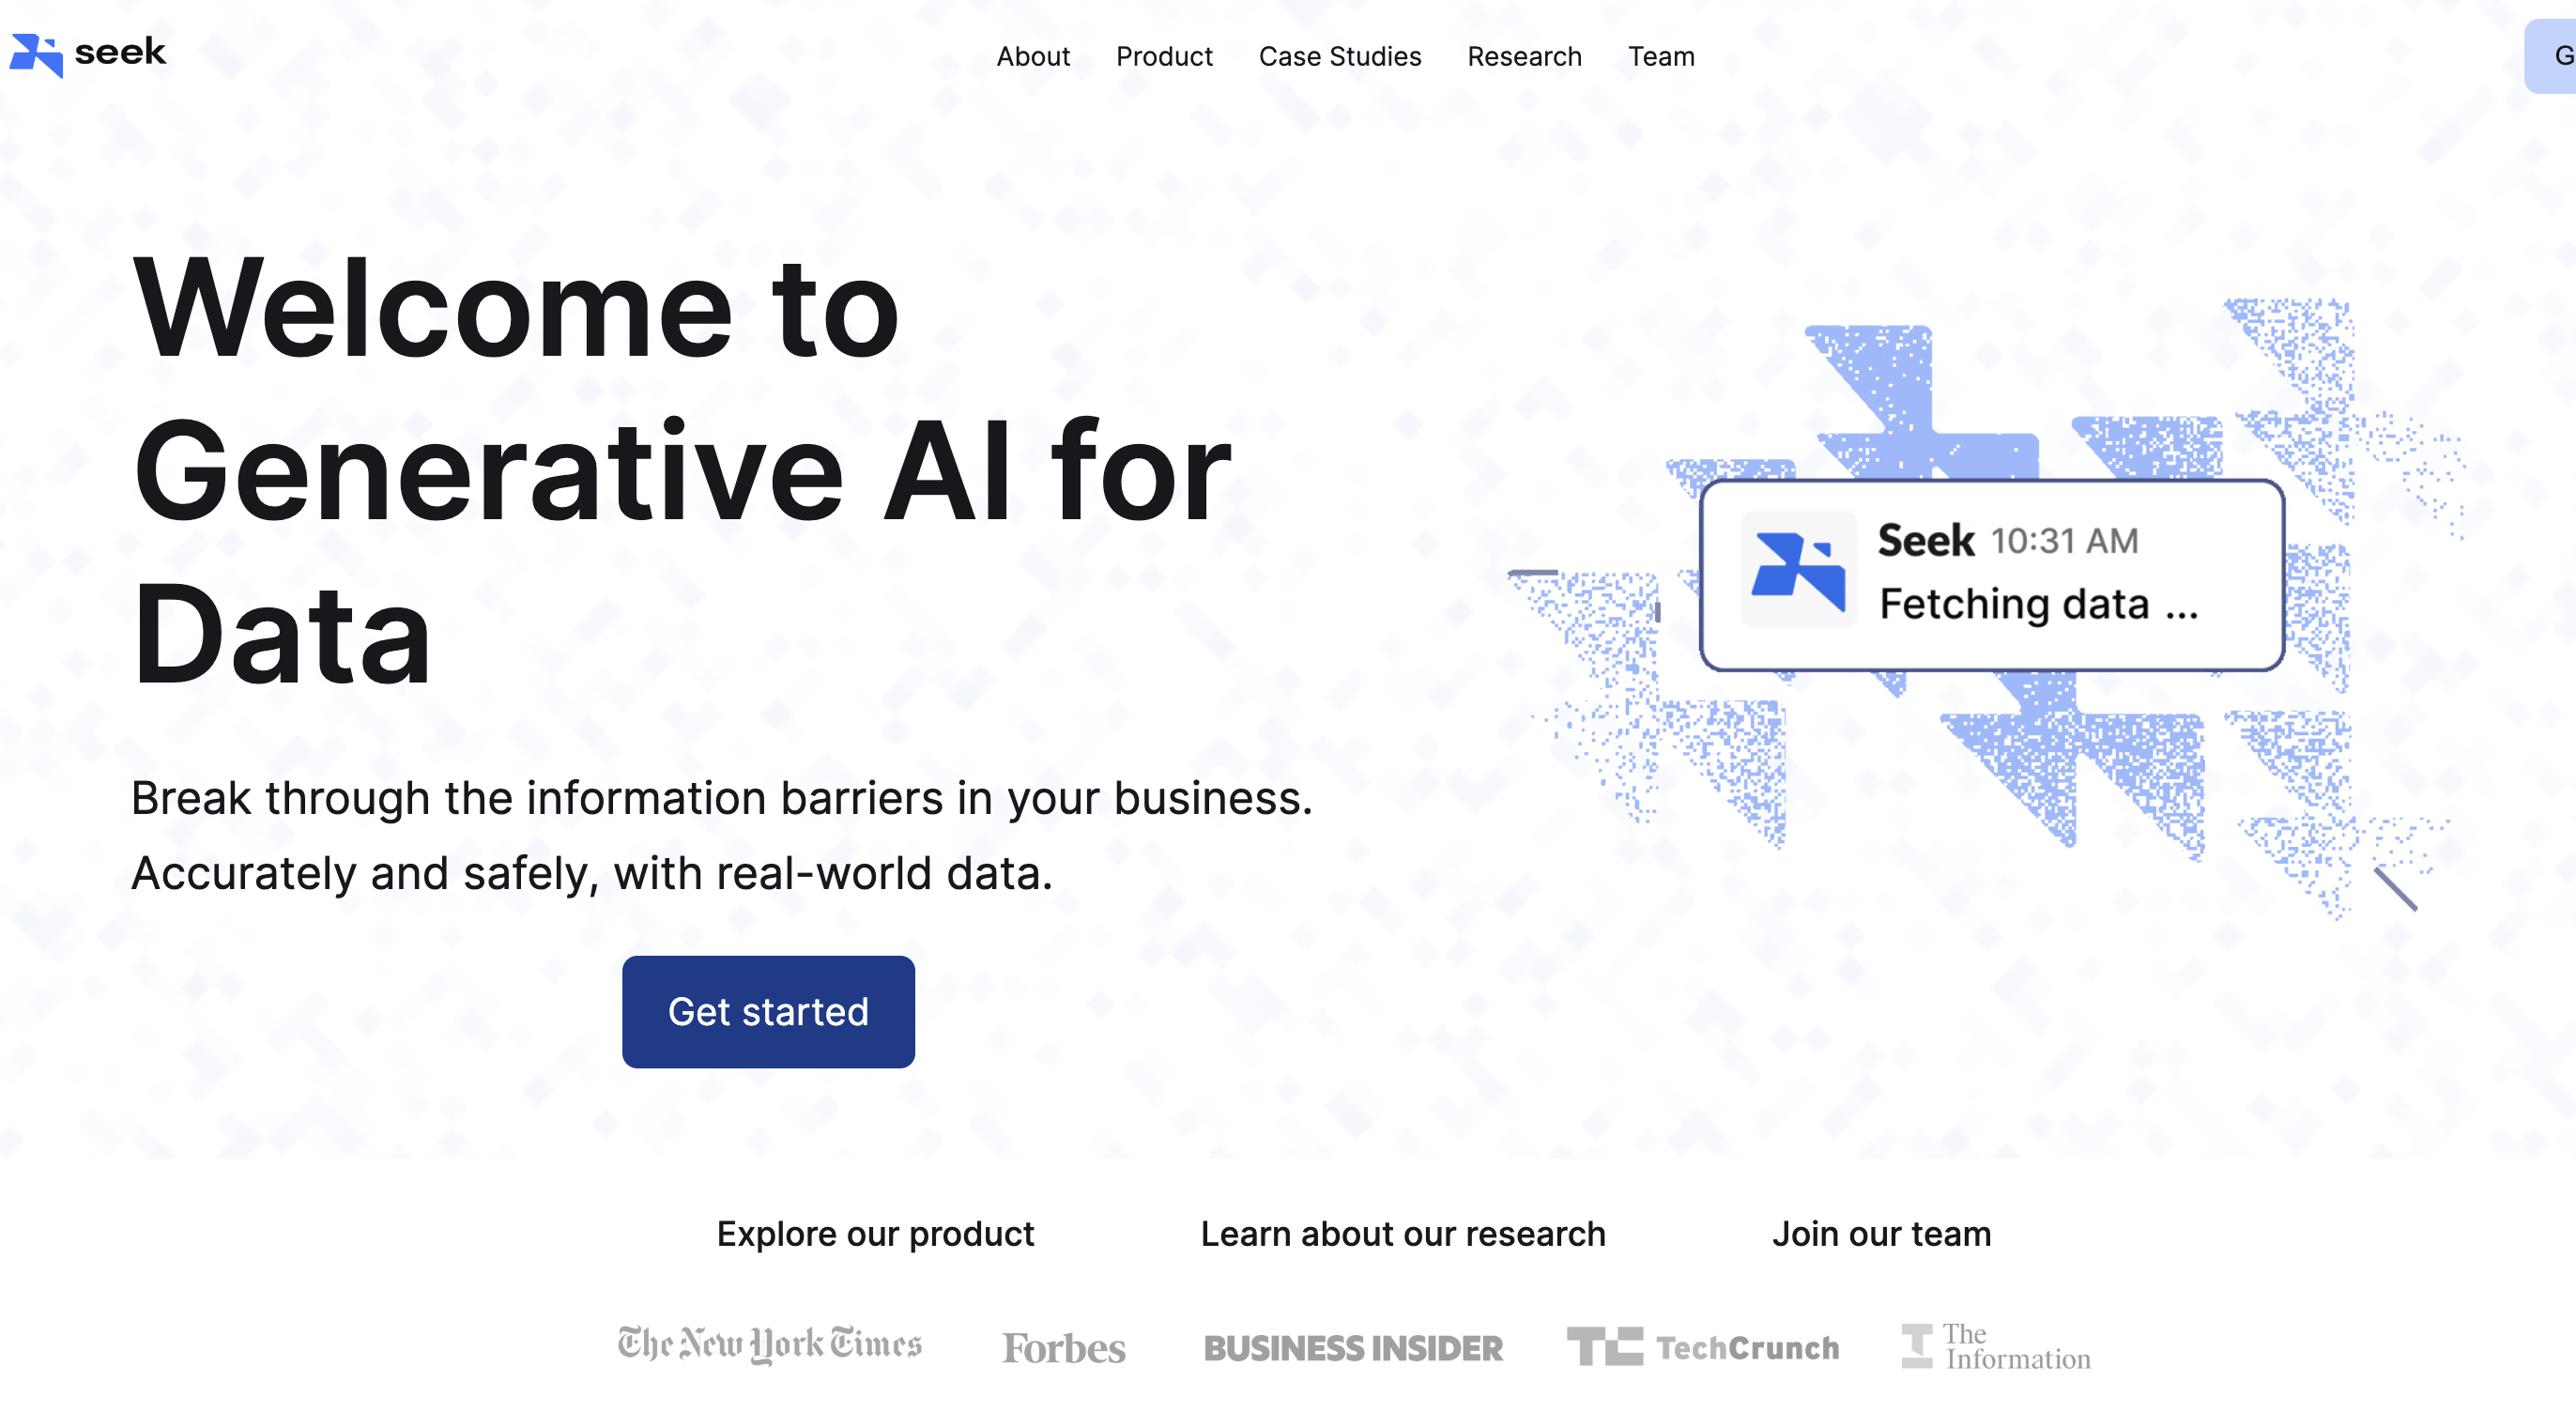 seek
About Product Case Studies Research Team
Welcome to
Generative AI for
Data
Seek 10:31 AM
Fetching data ...
Break through the information barriers in your business.
Accurately and safely, with real-world data.
Get started
Explore our product Learn about our research Join our team
The New York Times Forbes BUSINESS INSIDER TC TechCrunch The
Information